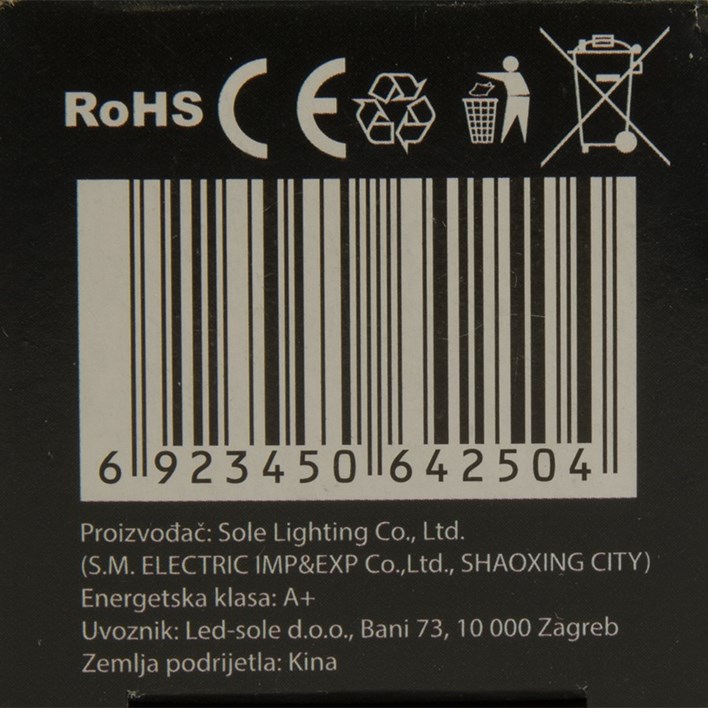 RoHS CE
6 923450 642504
Proizvođač: Sole Lighting Co., Ltd.
(S.M. ELECTRIC IMP&EXP Co.,Ltd., SHAOXING CITY)
Energetska klasa: A+
Uvoznik: Led-sole d.o.o., Bani 73, 10 000 Zagreb
Zemlja podrijetla: Kina